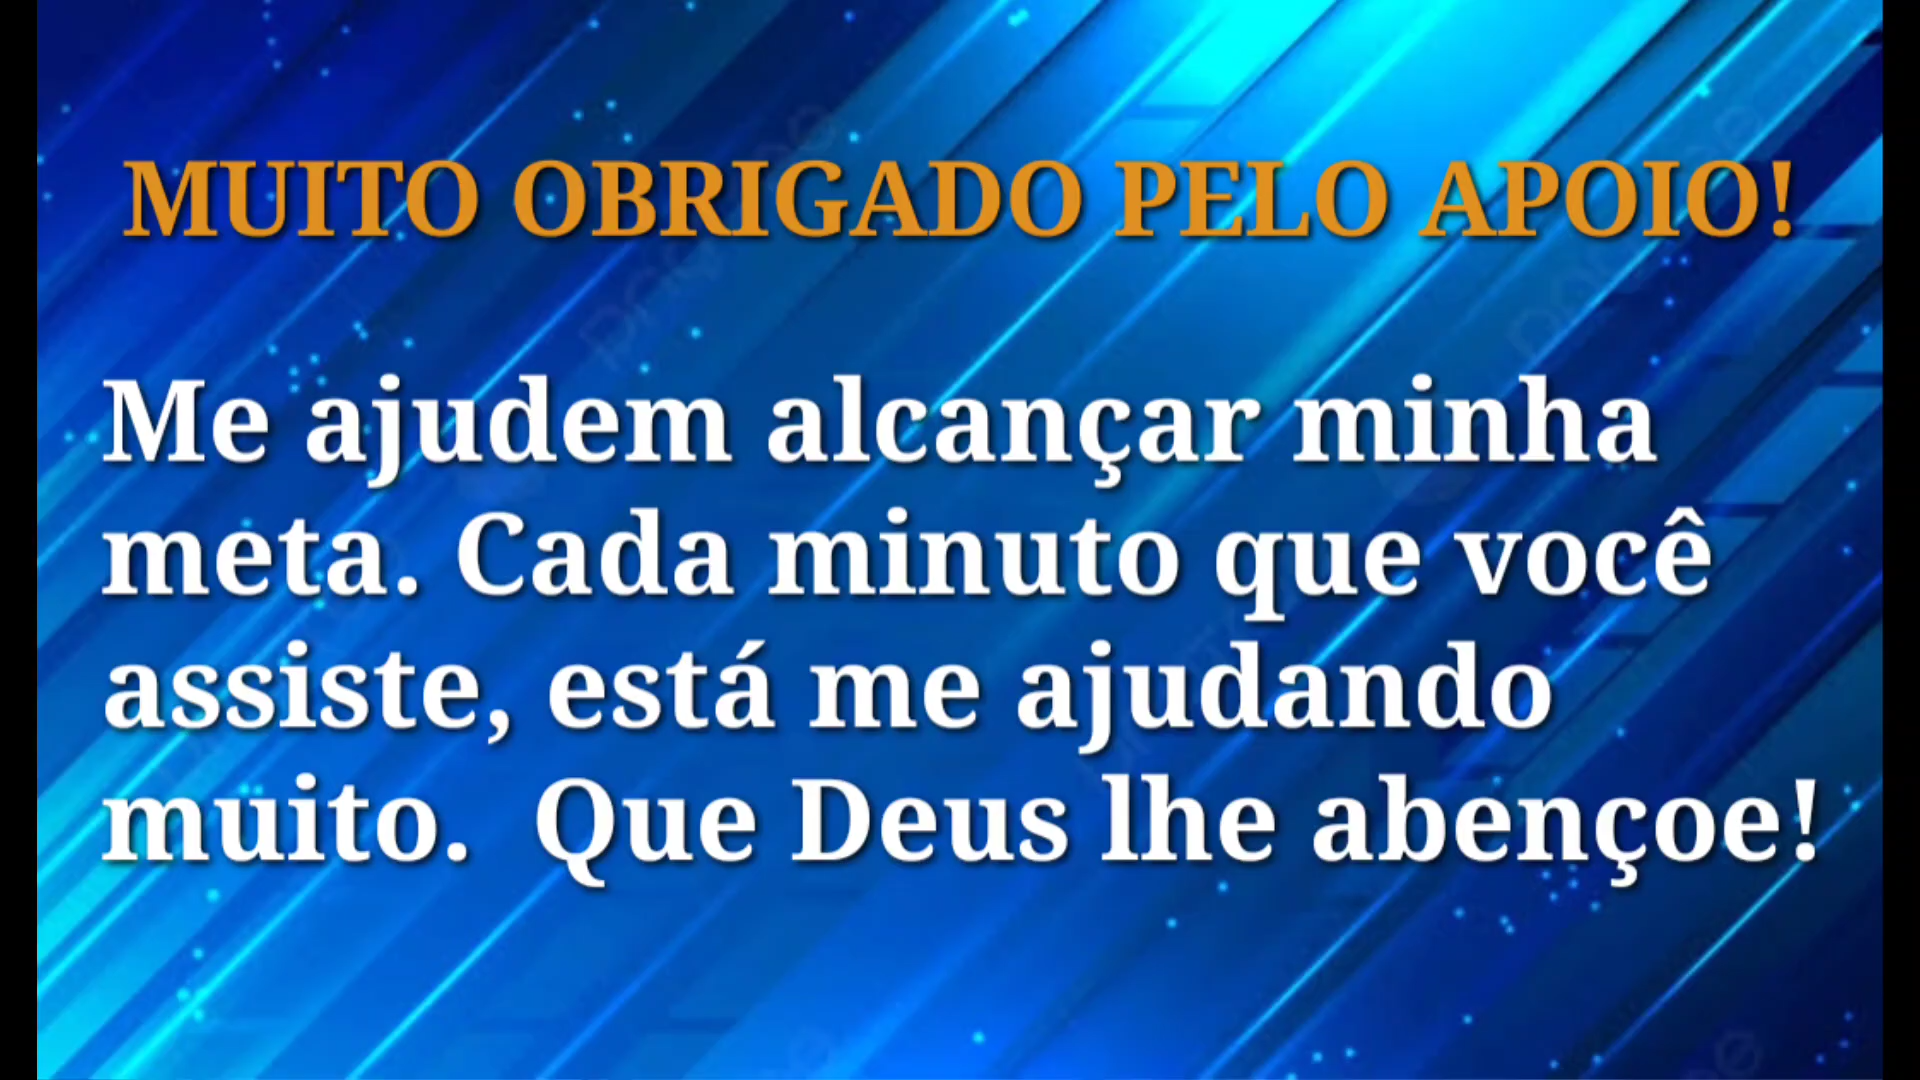 MUITO OBRIGADO PELO APOIO!
Me ajudem alcançar minha
meta. Cada minuto que você
assiste, está me ajudando
muito. Que Deus lhe abençoe!